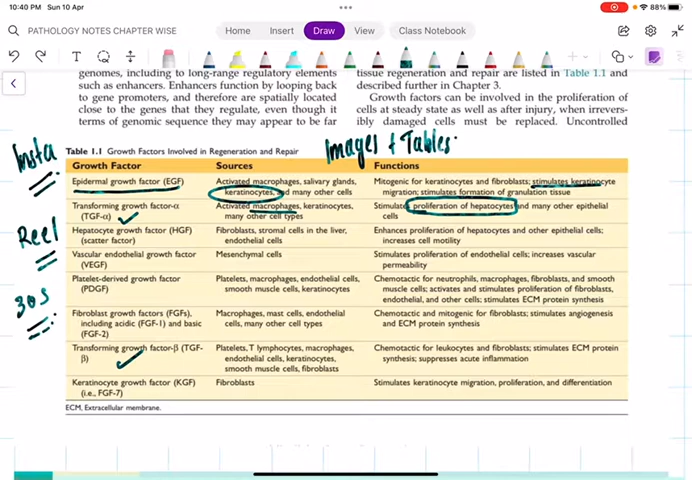 10:40 PM Sun 10 Apr
PATHOLOGY NOTES CHAPTER WISE
Home Insert Draw View Class Notebook
genomes, including to long-range regulatory elements
such as enhancers. Enhancers function by looping back
to gene promoters, and therefore are spatially located
close to the genes that they regulate, even though it
terms of genomic sequence they may appear to be far
tissue regeneration and repair are listed in Table 1.1 and
described further in Chapter 3.
Growth factors can be involved in the proliferation of
cells at steady state as well as after injury, when irrevers-
ibly damaged cells must be replaced. Uncontrolled
Images & Tables
Insta
Reel
30s
Table 1.1 Growth Factors Involved in Regeneration and Repair
Growth Factor Sources Functions
Epidermal growth factor (EGF) Activated macrophages, salivary glands, Mitogenic for keratinocytes and fibroblasts; stimulates keratinocyte
keratinocytes, and many other cells migration; stimulates formation of granulation tissue
Transforming growth factor-α Activated macrophages, keratinocytes, Stimulates proliferation of hepatocytes and many other epithelial
(TGF-α) many other cell types cells
Hepatocyte growth factor (HGF) Fibroblasts, stromal cells in the liver, Enhances proliferation of hepatocytes and other epithelial cells;
(scatter factor) endothelial cells increases cell motility
Vascular endothelial growth factor Mesenchymal cells Stimulates proliferation of endothelial cells; increases vascular
(VEGF) permeability
Platelet-derived growth factor Platelets, macrophages, endothelial cells, Chemotactic for neutrophils, macrophages, fibroblasts, and smooth
(PDGF) smooth muscle cells, keratinocytes muscle cells; activates and stimulates proliferation of fibroblasts,
endothelial, and other cells; stimulates ECM protein synthesis
Fibroblast growth factors (FGFs), Macrophages, mast cells, endothelial Chemotactic and mitogenic for fibroblasts; stimulates angiogenesis
including acidic (FGF-1) and basic cells, many other cell types and ECM protein synthesis
(FGF-2)
Transforming growth factor-β (TGF- Platelets, T lymphocytes, macrophages, Chemotactic for leukocytes and fibroblasts; stimulates ECM protein
β) endothelial cells, keratinocytes, synthesis; suppresses acute inflammation
smooth muscle cells, fibroblasts
Keratinocyte growth factor (KGF) Fibroblasts Stimulates keratinocyte migration, proliferation, and differentiation
(i.e., FGF-7)
ECM, Extracellular membrane.